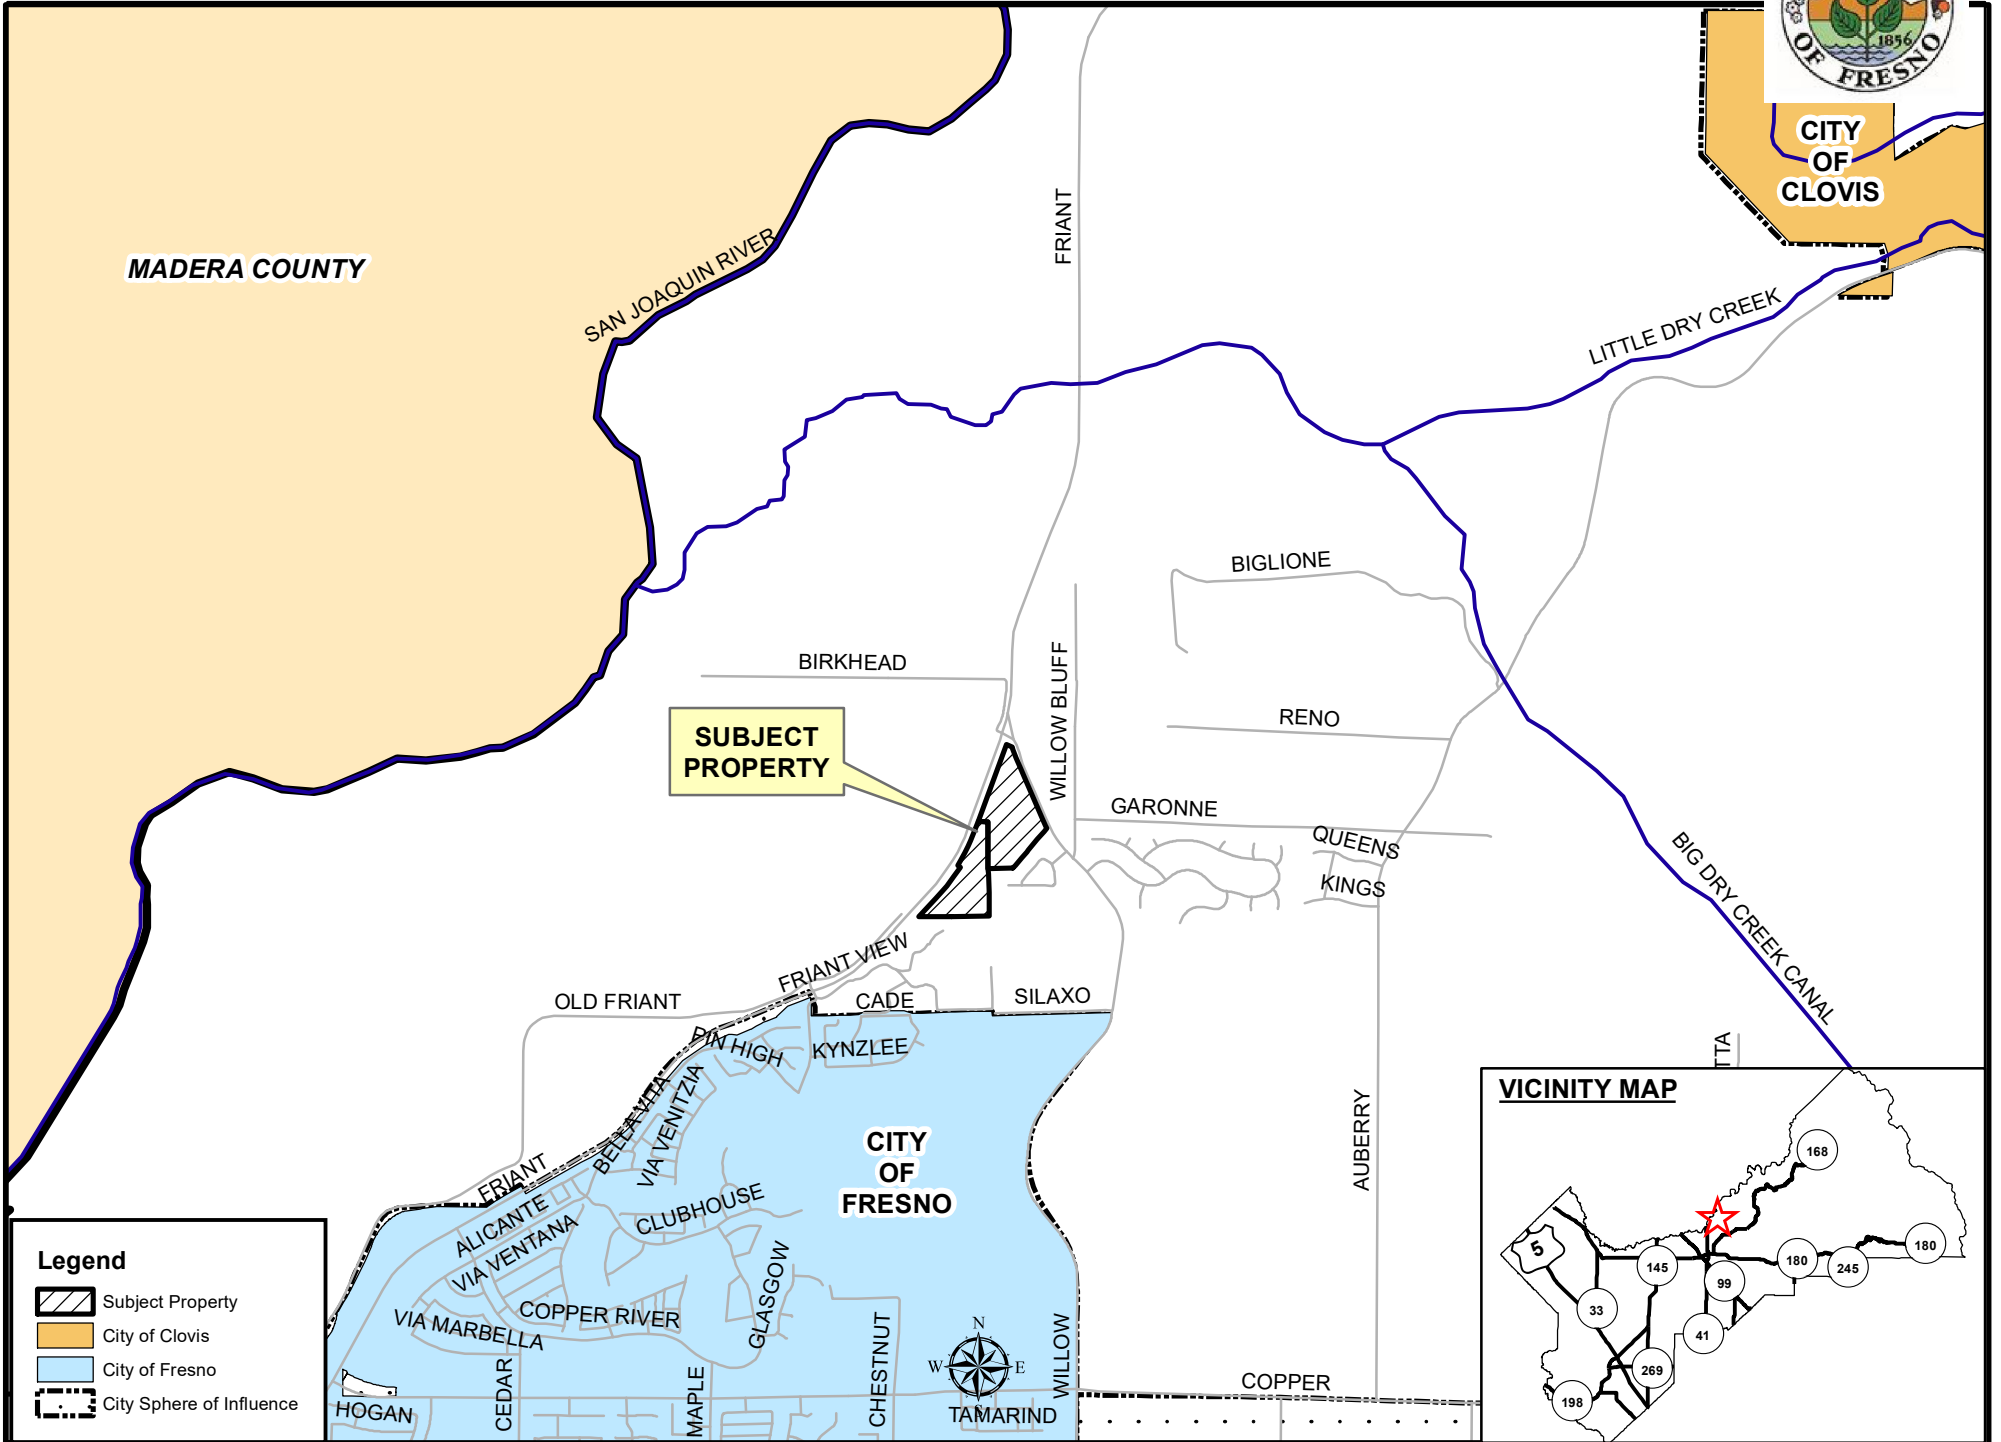 1856
OF FRESNO
CITY
OF
CLOVIS
MADERA COUNTY
SAN JOAQUIN RIVER
FRIANT
LITTLE DRY CREEK
BIGLIONE
BIRKHEAD
WILLOW BLUFF
RENO
SUBJECT
PROPERTY
GARONNE
QUEENS
KINGS
BIG DRY CREEK CANAL
FRIANT VIEW
OLD FRIANT
CADE
SILAXO
PIN HIGH
KYNZLEE
TTA
BELLA VITA
VIA VENITZIA
AUBERRY
CITY
OF
FRESNO
FRIANT
ALICANTE
CLUBHOUSE
VIA VENTANA
GLASGOW
COPPER RIVER
VIA MARBELLA
CEDAR
MAPLE
CHESTNUT
WILLOW
COPPER
HOGAN
TAMARIND
N
W
E
S
Legend
Subject Property
City of Clovis
City of Fresno
City Sphere of Influence
VICINITY MAP
168
5
145
180
245
180
99
33
41
269
198